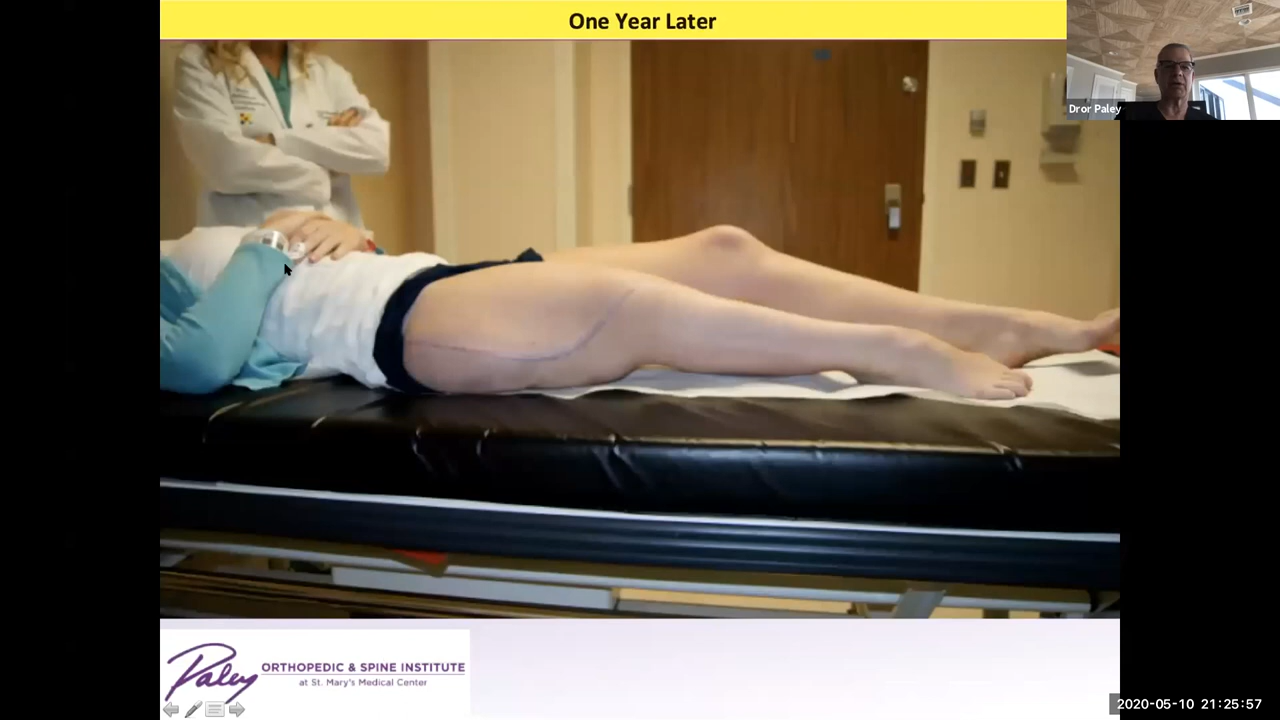 One Year Later
Dror Paley
Paley
ORTHOPEDIC & SPINE INSTITUTE
at St. Mary's Medical Center
2020-05-10 21:25:57